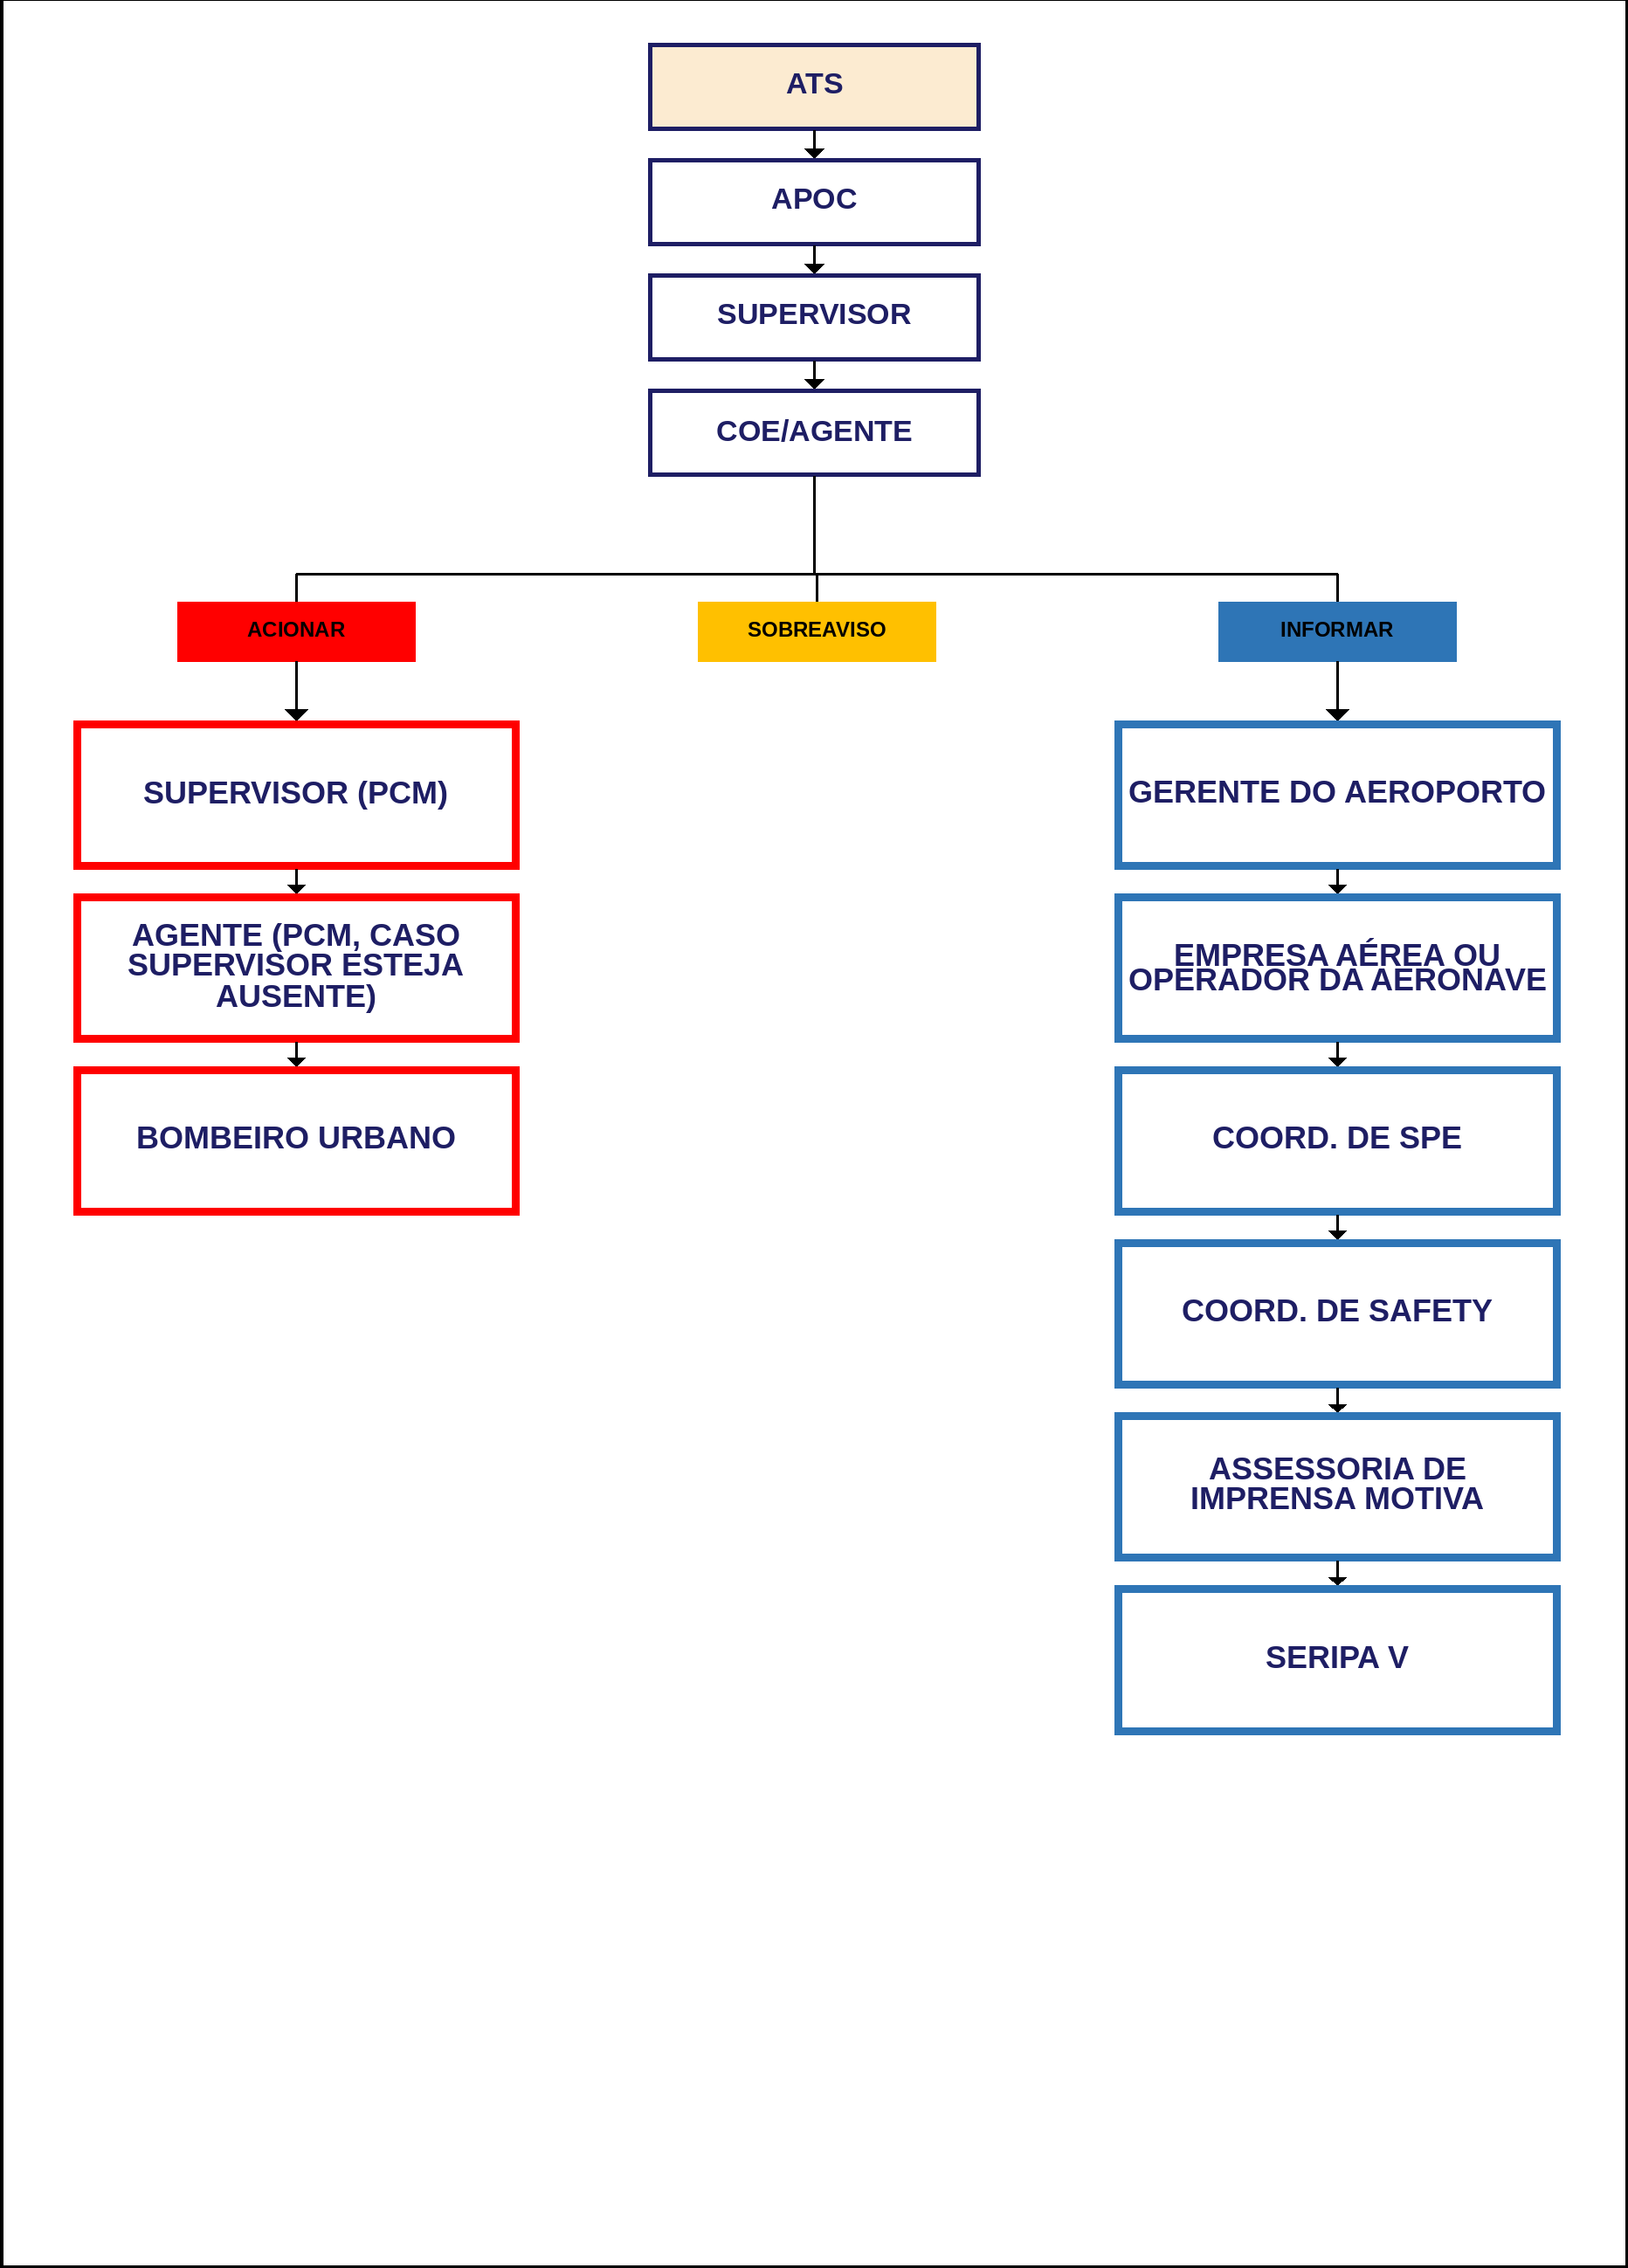 ATS
APOC
SUPERVISOR
COE/AGENTE
ACIONAR
SOBREAVISO
INFORMAR
SUPERVISOR (PCM)
AGENTE (PCM, CASO
SUPERVISOR ESTEJA
AUSENTE)
BOMBEIRO URBANO
GERENTE DO AEROPORTO
EMPRESA AÉREA OU
OPERADOR DA AERONAVE
COORD. DE SPE
COORD. DE SAFETY
ASSESSORIA DE
IMPRENSA MOTIVA
SERIPA V